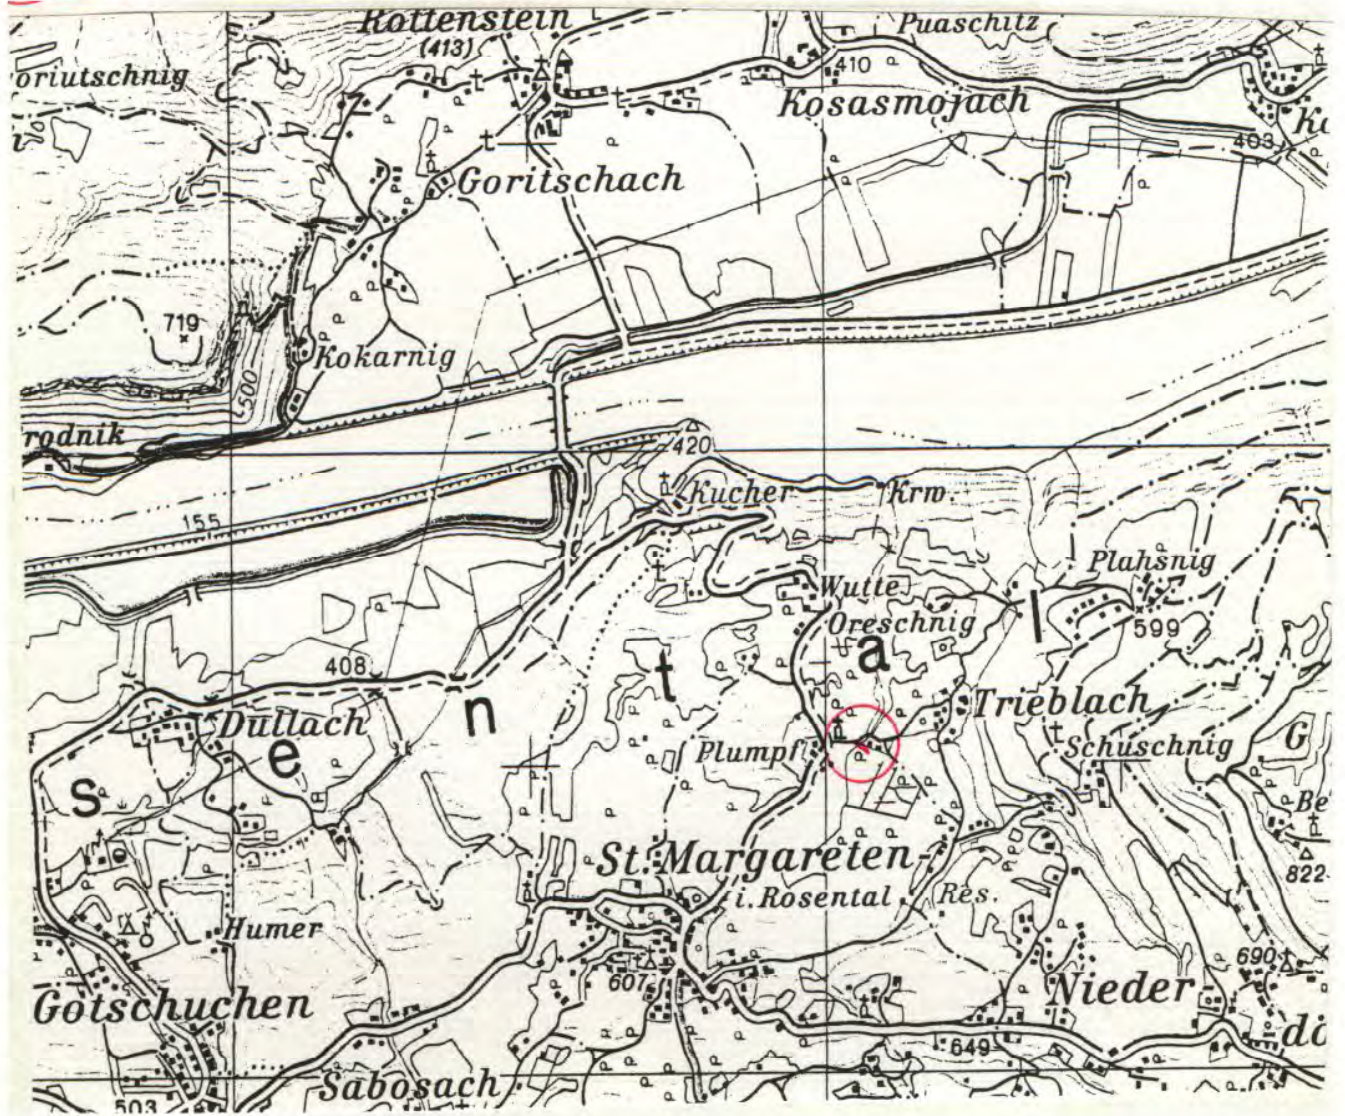 Rottenstein
(413)
Puaschitz
oriutschnig
410
Kosasmojach
403
Goritschach
719
Kokarnig
500
rodnik
420
Kucher
Krw.
155
Plahsnig
Wutte
Oreschnig
599
408
s e n t a l
Dullach
Trieblach
Plumpf
Schuschnig
G
Be
822
St. Margareten
i. Rosental
Res.
Humer
690
607
Gotschuchen
Nieder
dö
649
Sabosach
503